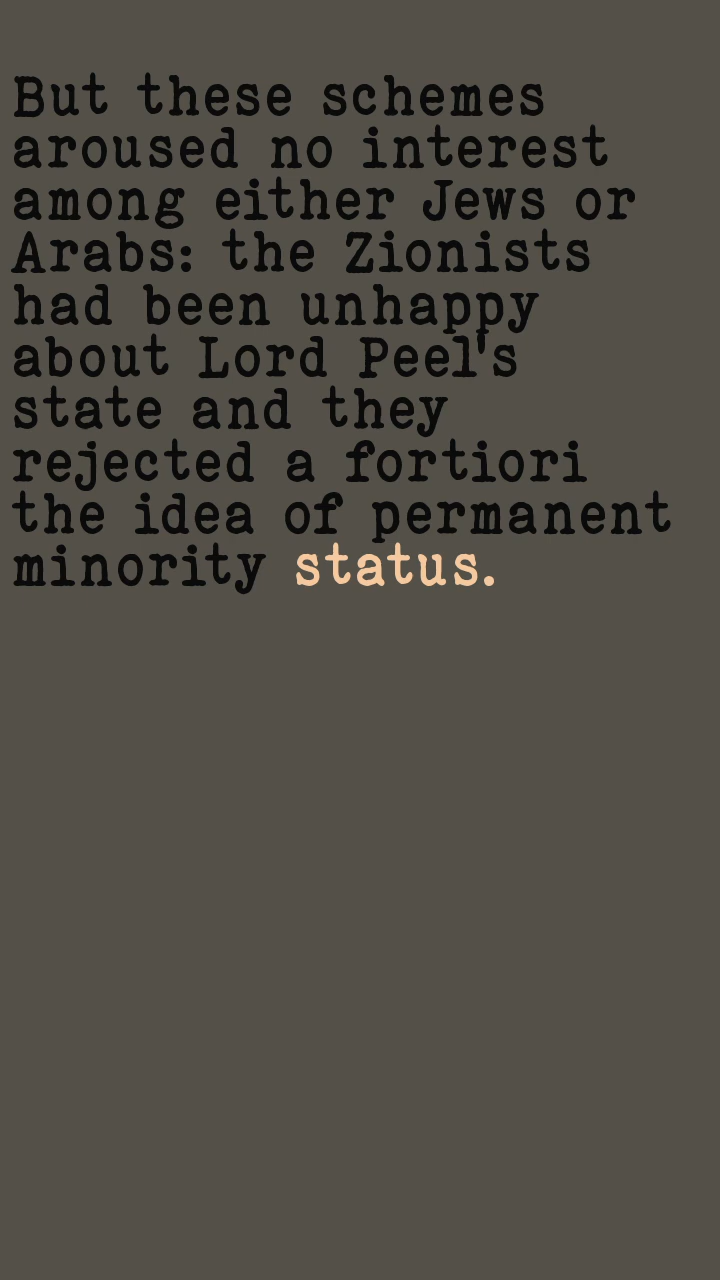 But these schemes
aroused no interest
among either Jews or
Arabs: the Zionists
had been unhappy
about Lord Peel's
state and they
rejected a fortiori
the idea of permanent
minority status.